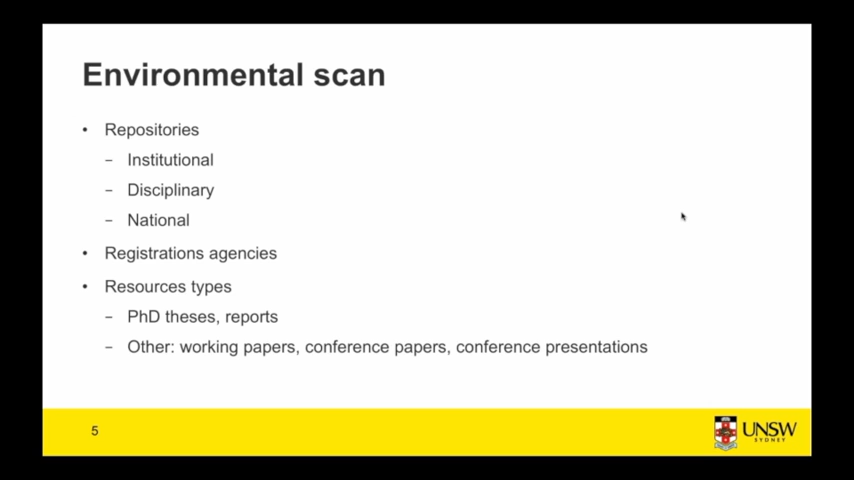 Environmental scan
• Repositories
– Institutional
– Disciplinary
– National
• Registrations agencies
• Resources types
– PhD theses, reports
– Other: working papers, conference papers, conference presentations
5
UNSW
SYDNEY